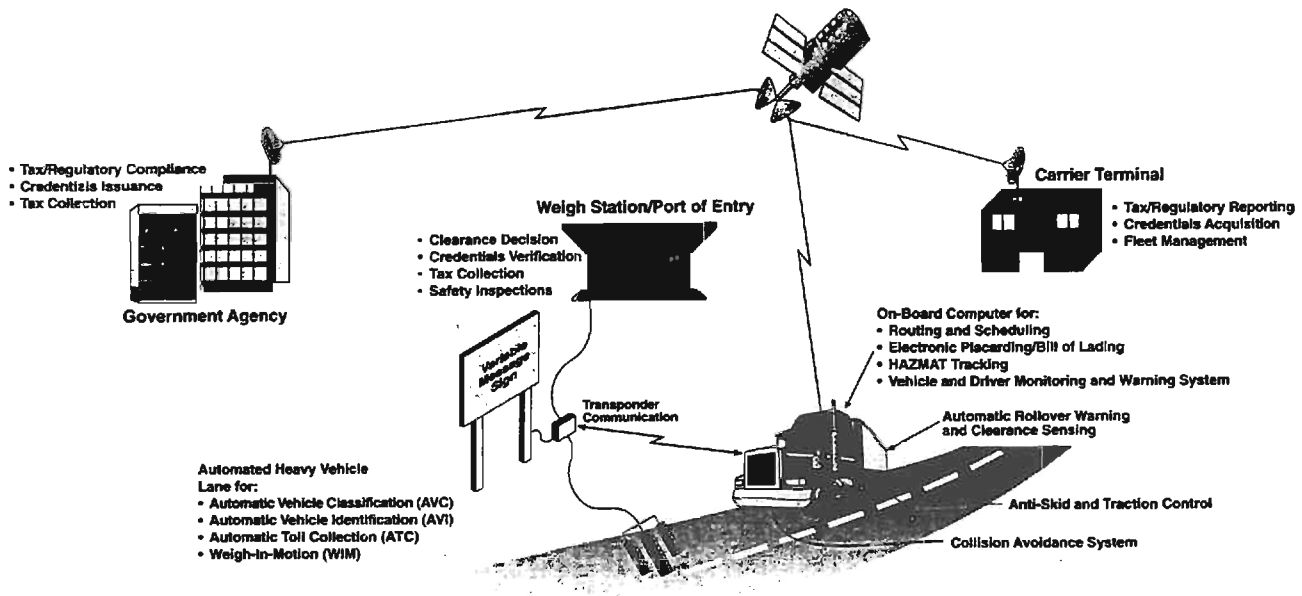 • Tax/Regulatory Compliance
• Credentials Issuance
• Tax Collection
Government Agency
Weigh Station/Port of Entry
• Clearance Decision
• Credentials Verification
• Tax Collection
• Safety Inspections
Carrier Terminal
• Tax/Regulatory Reporting
• Credentials Acquisition
• Fleet Management
Variable
Message
Sign
Transponder
Communication
On-Board Computer for:
• Routing and Scheduling
• Electronic Placarding/Bill of Lading
• HAZMAT Tracking
• Vehicle and Driver Monitoring and Warning System
Automatic Rollover Warning
and Clearance Sensing
Anti-Skid and Traction Control
Collision Avoidance System
Automated Heavy Vehicle
Lane for:
• Automatic Vehicle Classification (AVC)
• Automatic Vehicle Identification (AVI)
• Automatic Toll Collection (ATC)
• Weigh-In-Motion (WIM)